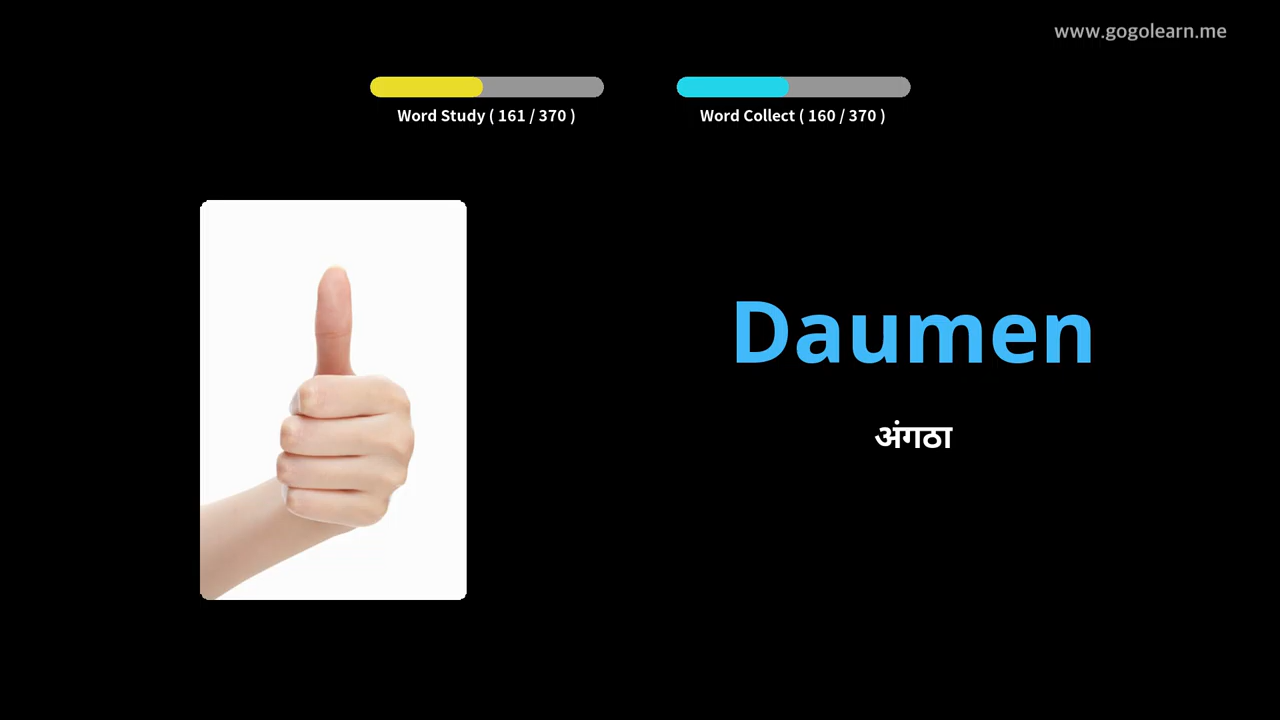 www.gogolearn.me
Word Study ( 161 / 370 )
Word Collect ( 160 / 370 )
Daumen
अंगठा